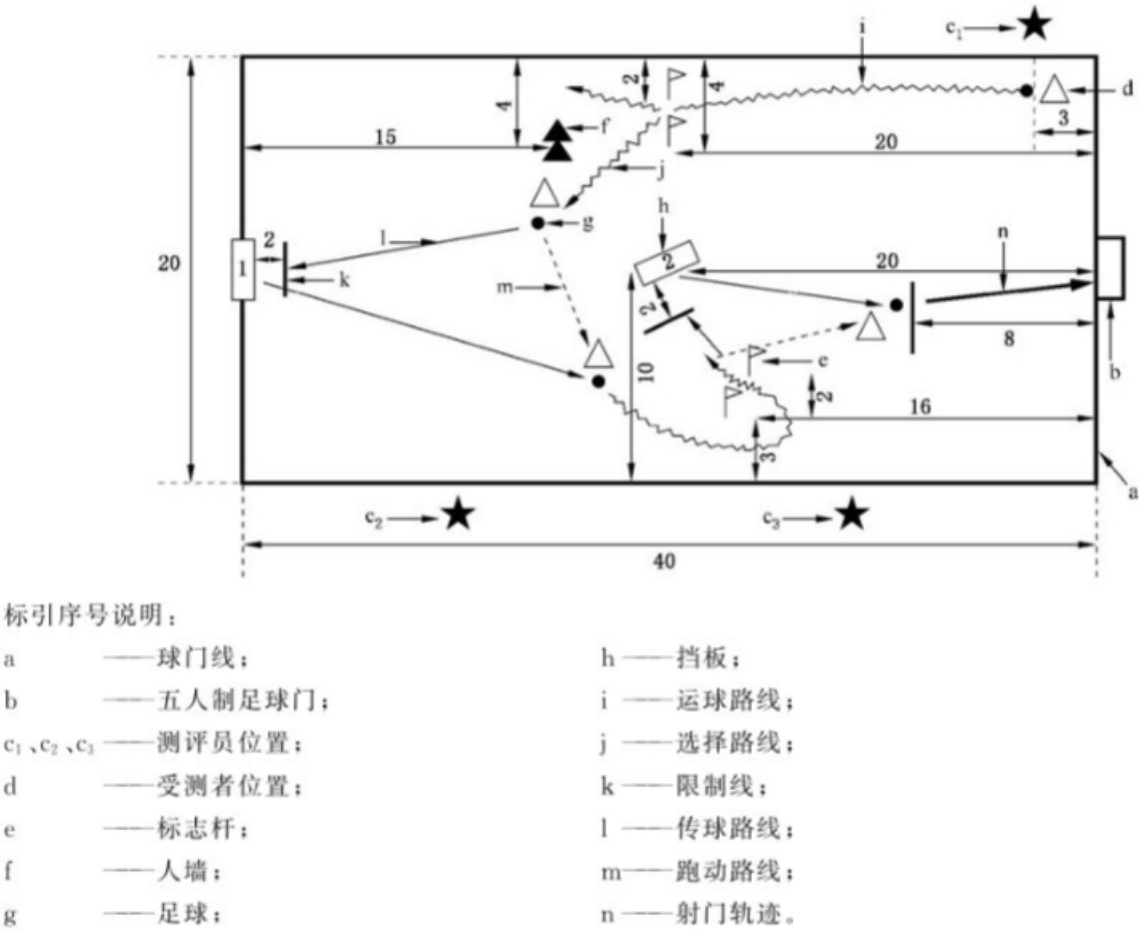 c₁
i
d
2
4
4
f
15
3
20
j
h
g
l
2
n
20
1
2
20
k
m
2
8
b
10
e
2
16
3
a
c₂
c₃
40
标引序号说明：
a ——球门线；
b ——五人制足球门；
c₁、c₂、c₃ ——测评员位置；
d ——受测者位置；
e ——标志杆；
f ——人墙；
g ——足球；
h ——挡板；
i ——运球路线；
j ——选择路线；
k ——限制线；
l ——传球路线；
m ——跑动路线；
n ——射门轨迹。